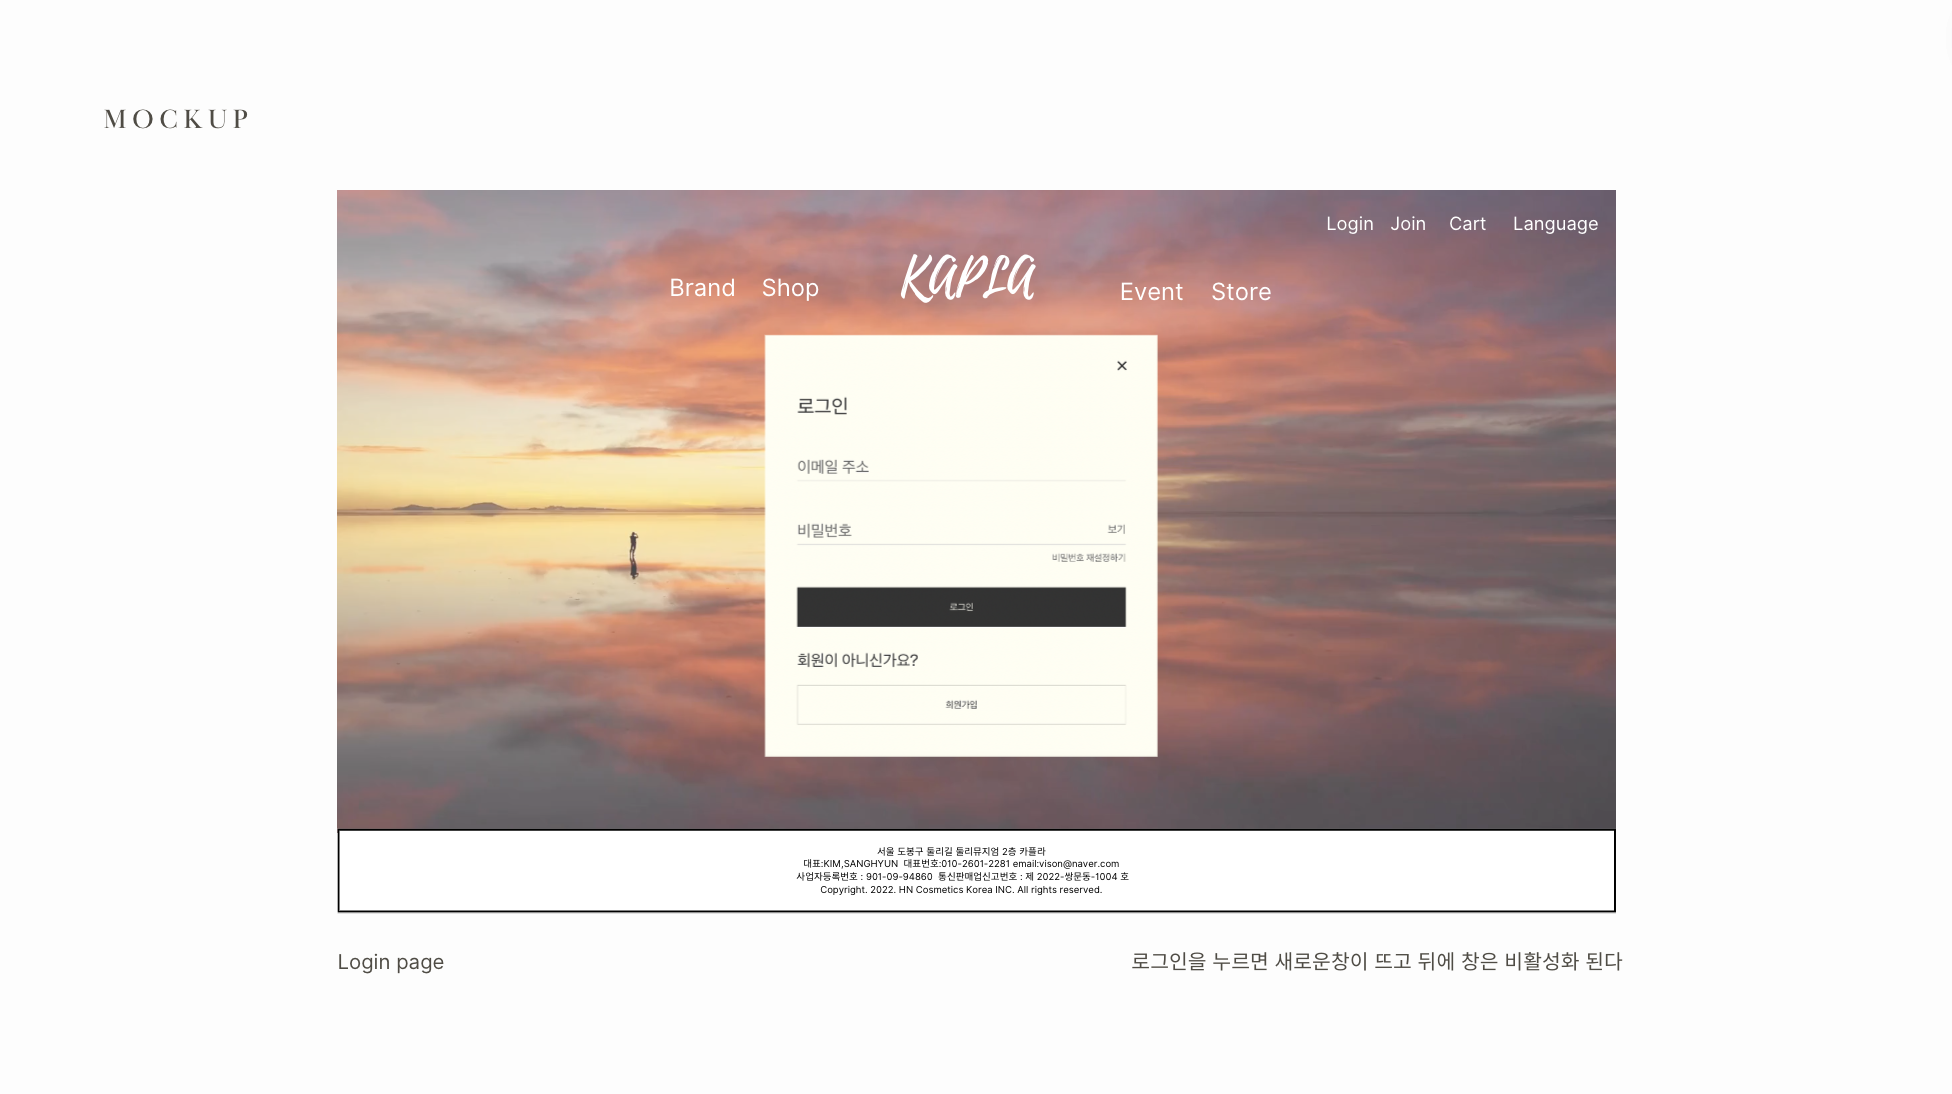 MOCKUP
Login Join Cart Language
Brand Shop KAPLA Event Store
×
로그인
이메일 주소
비밀번호 보기
비밀번호 재설정하기
로그인
회원이 아니신가요?
회원가입
서울 도봉구 둘리길 둘리뮤지엄 2층 카플라
대표:KIM,SANGHYUN 대표번호:010-2601-2281 email:vison@naver.com
사업자등록번호 : 901-09-94860 통신판매업신고번호 : 제 2022-쌍문동-1004 호
Copyright. 2022. HN Cosmetics Korea INC. All rights reserved.
Login page 로그인을 누르면 새로운창이 뜨고 뒤에 창은 비활성화 된다